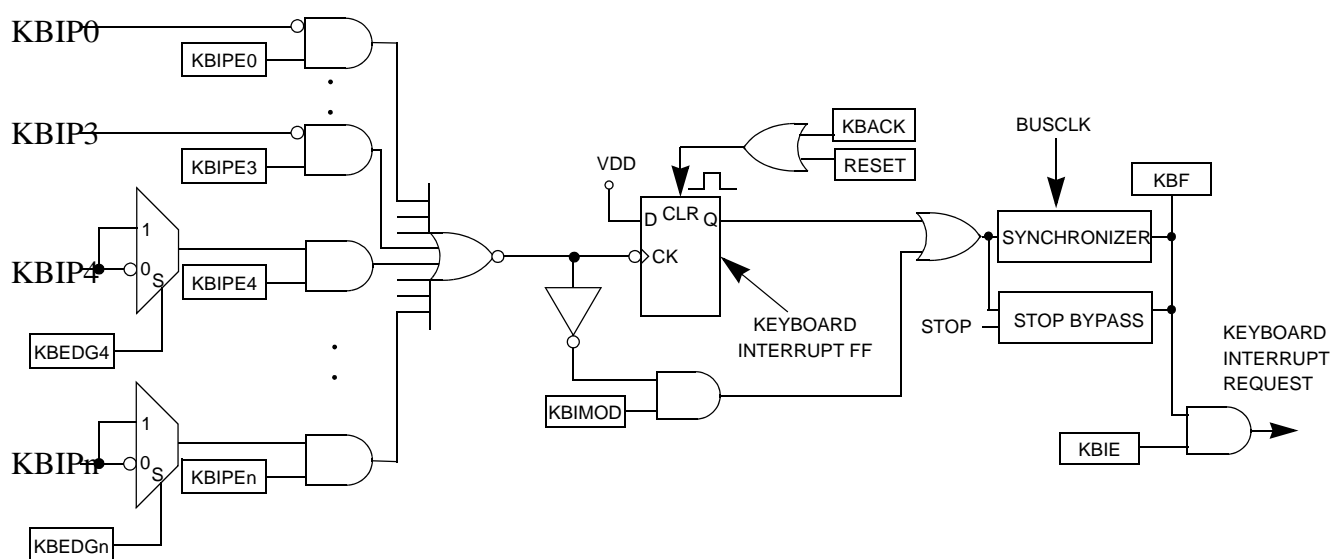 KBIP0
KBIPE0
KBIP3
KBIPE3
KBACK
RESET
BUSCLK
VDD
KBF
D CLR Q
CK
SYNCHRONIZER
1
0
S
KBIP4
KBIPE4
KBEDG4
STOP
STOP BYPASS
KEYBOARD
INTERRUPT FF
KEYBOARD
INTERRUPT
REQUEST
KBIMOD
1
0
S
KBIPn
KBIPEn
KBIE
KBEDGn